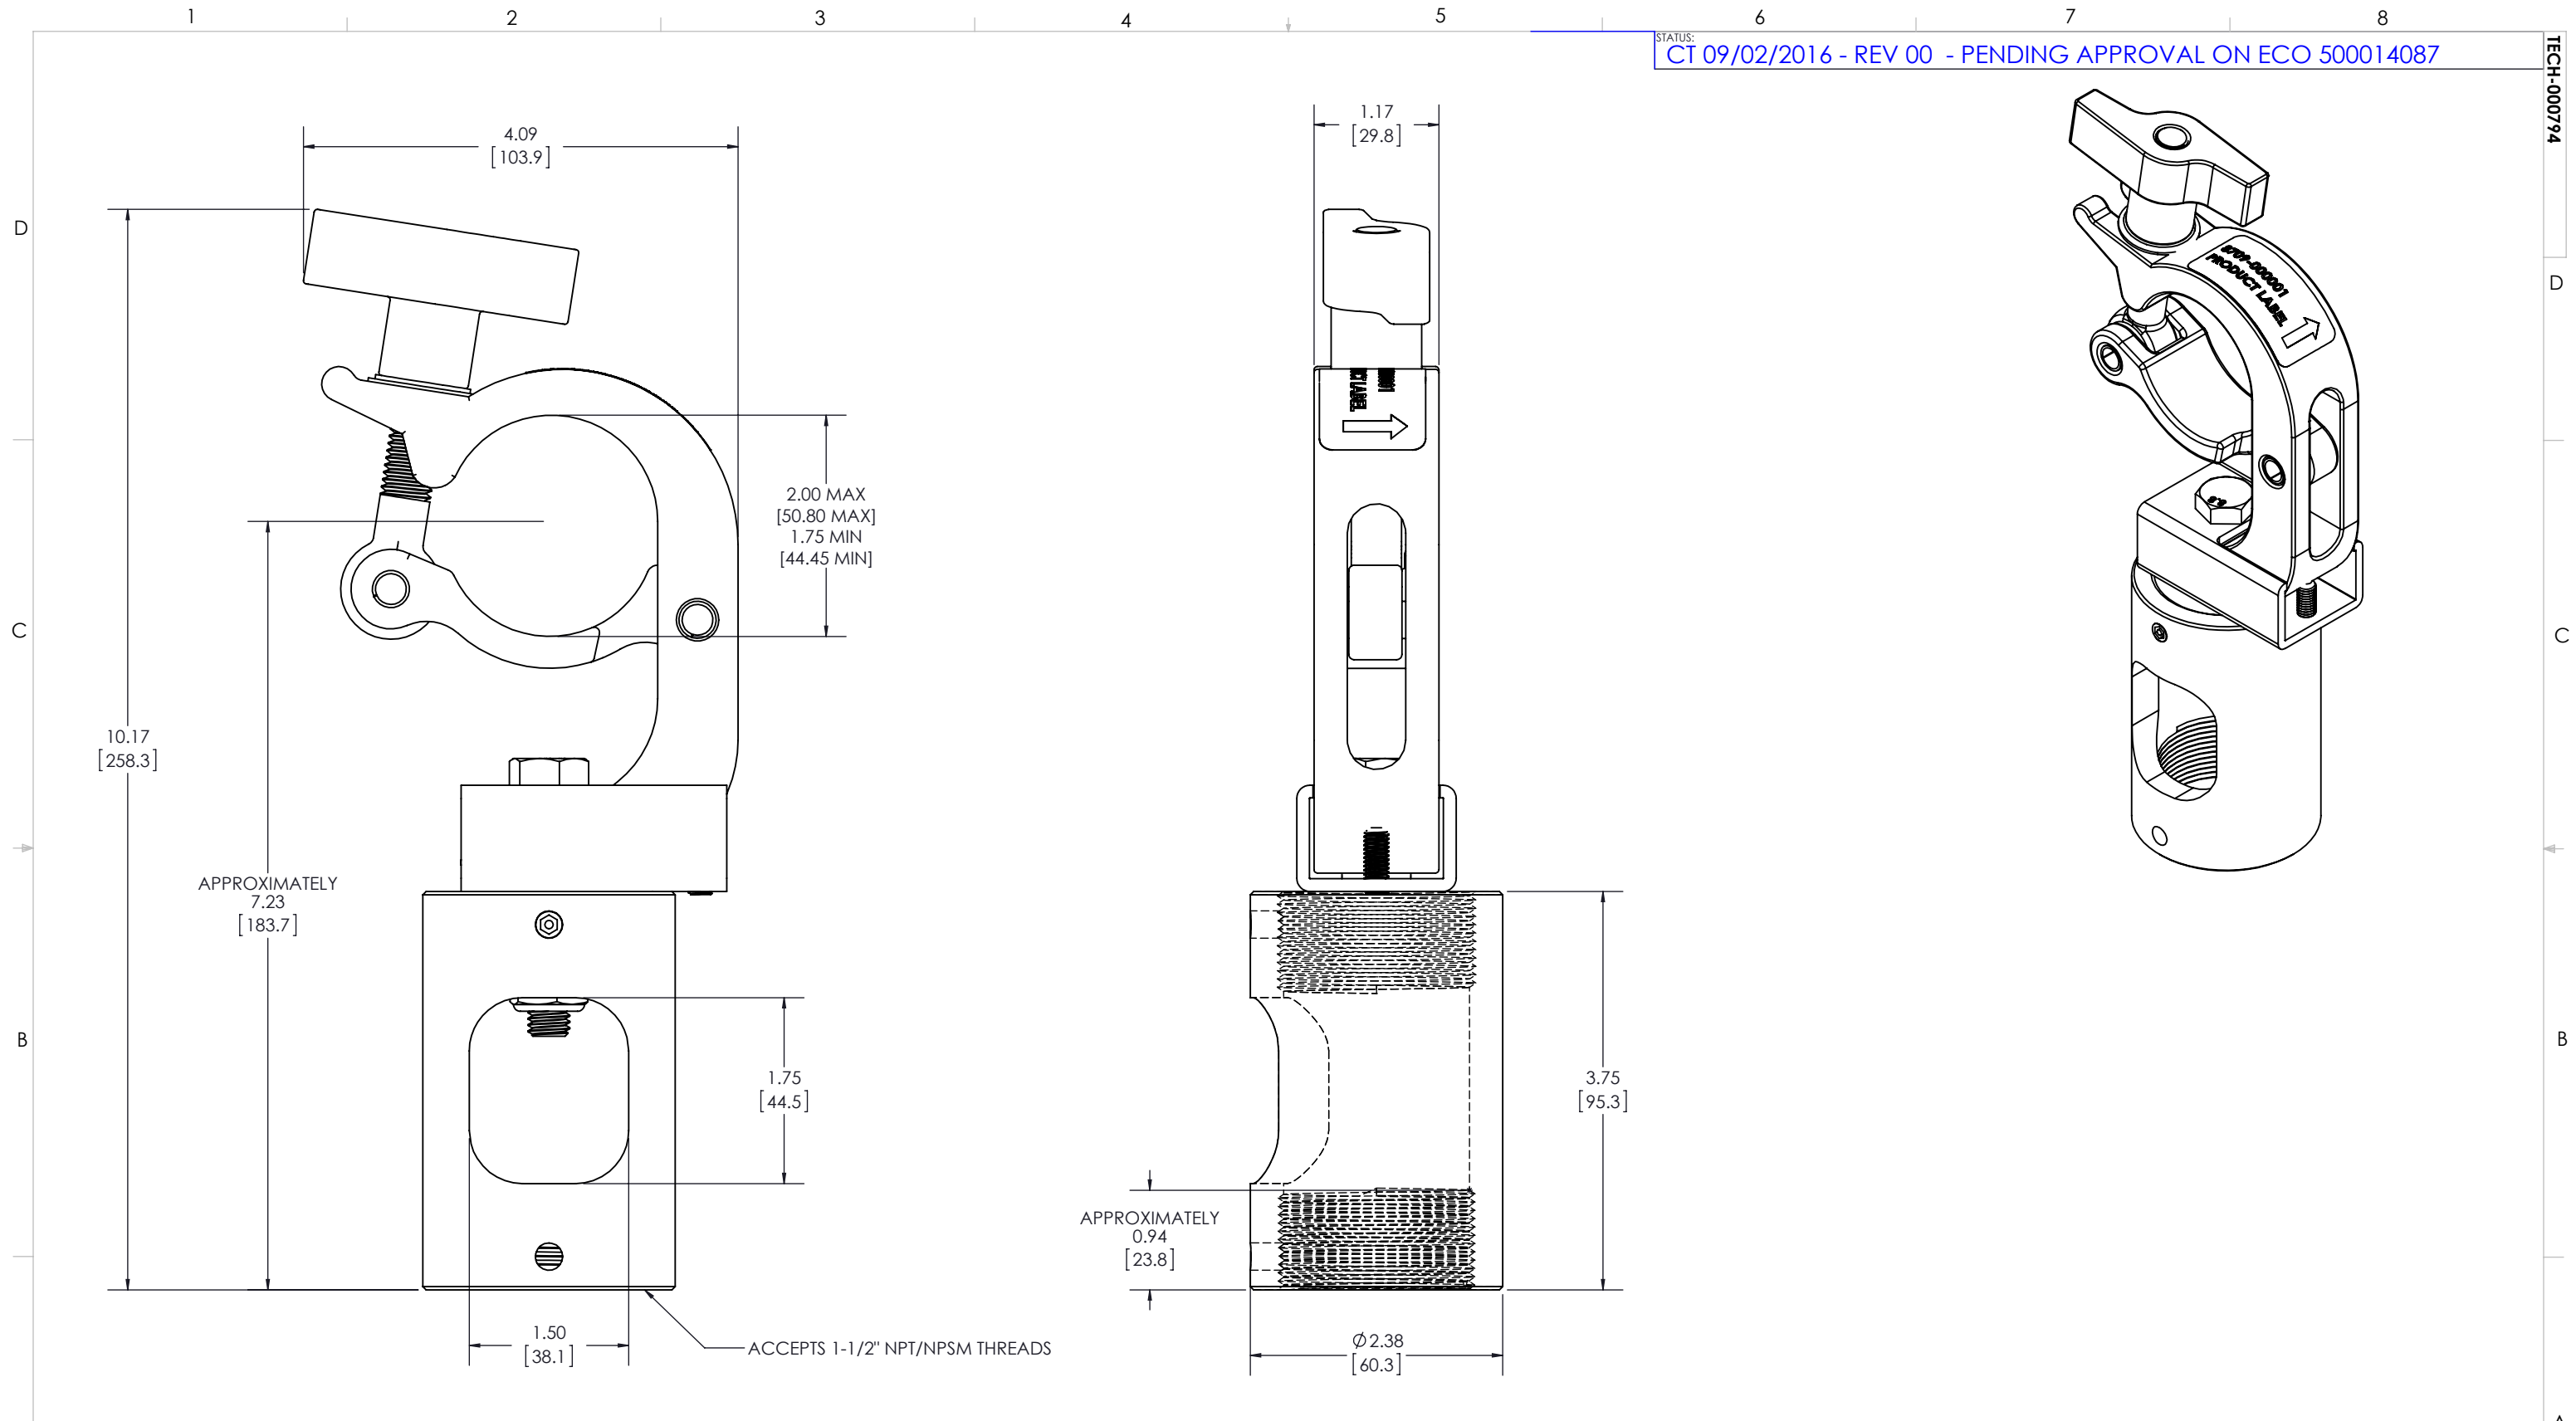 1 2 3 4 5 6 7 8
STATUS:
CT 09/02/2016 - REV 00 - PENDING APPROVAL ON ECO 500014087
TECH-000794
4.09
[103.9]
1.17
[29.8]
D
D
PRODUCT LABEL
2.00 MAX
[50.80 MAX]
1.75 MIN
[44.45 MIN]
8.8
C
C
10.17
[258.3]
APPROXIMATELY
7.23
[183.7]
B
B
1.75
[44.5]
3.75
[95.3]
APPROXIMATELY
0.94
[23.8]
1.50
[38.1]
ACCEPTS 1-1/2" NPT/NPSM THREADS
Ø2.38
[60.3]